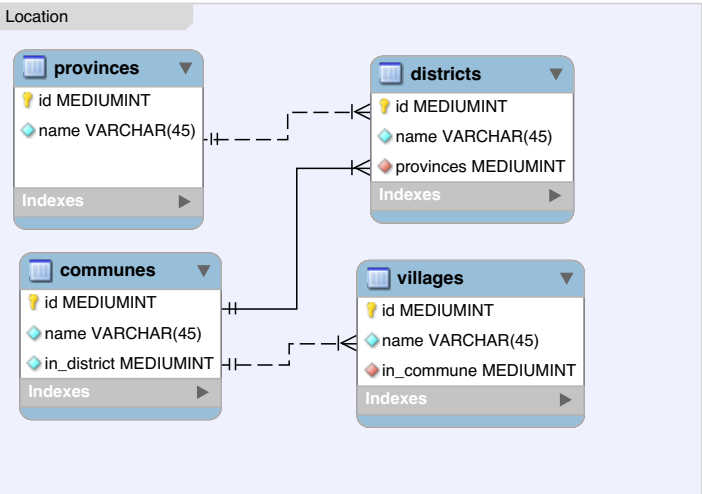 Location
provinces
id MEDIUMINT
name VARCHAR(45)
Indexes
districts
id MEDIUMINT
name VARCHAR(45)
provinces MEDIUMINT
Indexes
communes
id MEDIUMINT
name VARCHAR(45)
in_district MEDIUMINT
Indexes
villages
id MEDIUMINT
name VARCHAR(45)
in_commune MEDIUMINT
Indexes